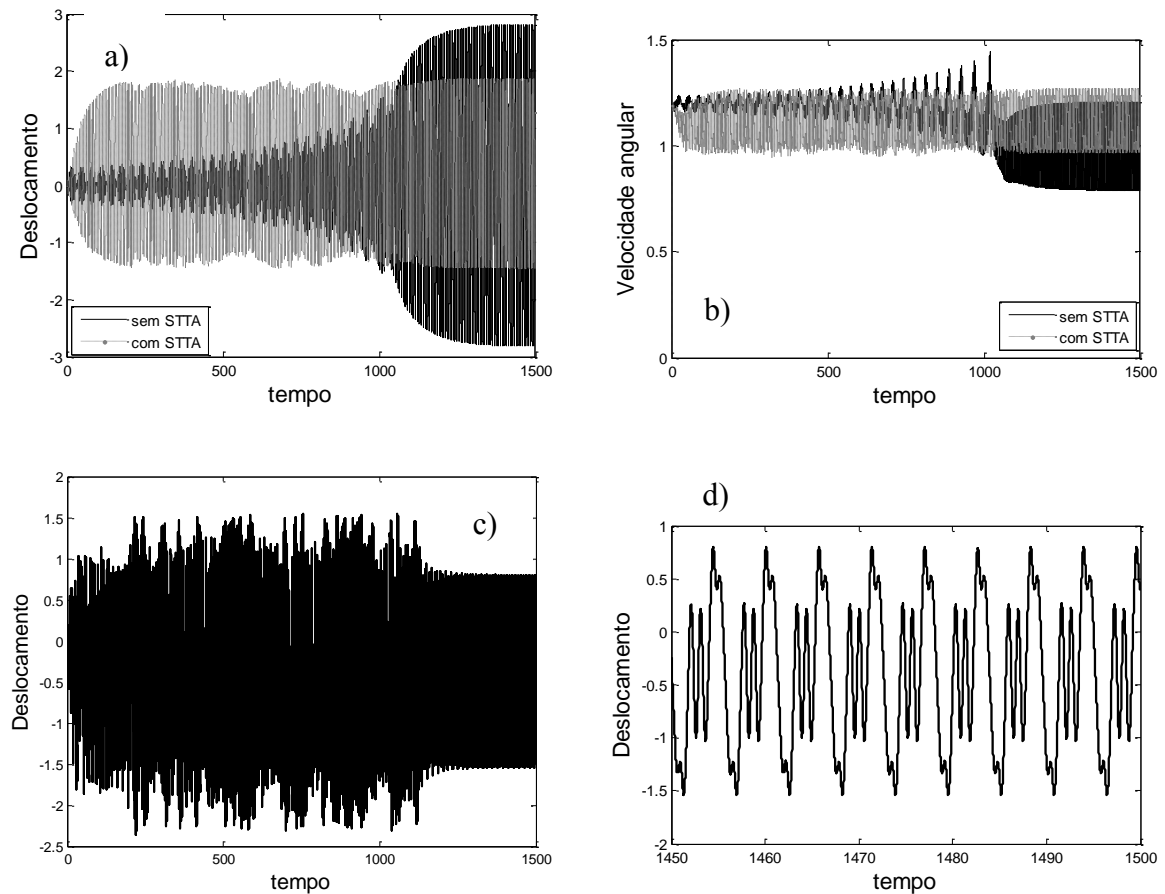 a)
Deslocamento
3
2
1
0
-1
-2
-3
sem STTA
com STTA
0 500 1000 1500
tempo
b)
Velocidade angular
1.5
1
0.5
0
sem STTA
com STTA
0 500 1000 1500
tempo
c)
Deslocamento
2
1.5
1
0.5
0
-0.5
-1
-1.5
-2
-2.5
0 500 1000 1500
tempo
d)
Deslocamento
1
0.5
0
-0.5
-1
-1.5
-2
1450 1460 1470 1480 1490 1500
tempo